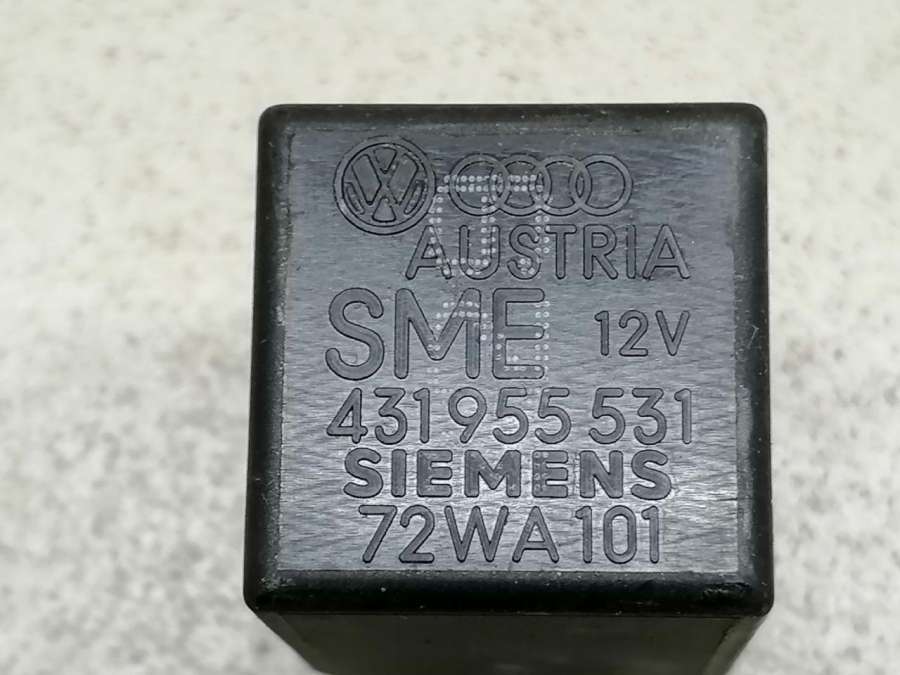 AUSTRIA
SME 12V
431 955 531
SIEMENS
72WA101